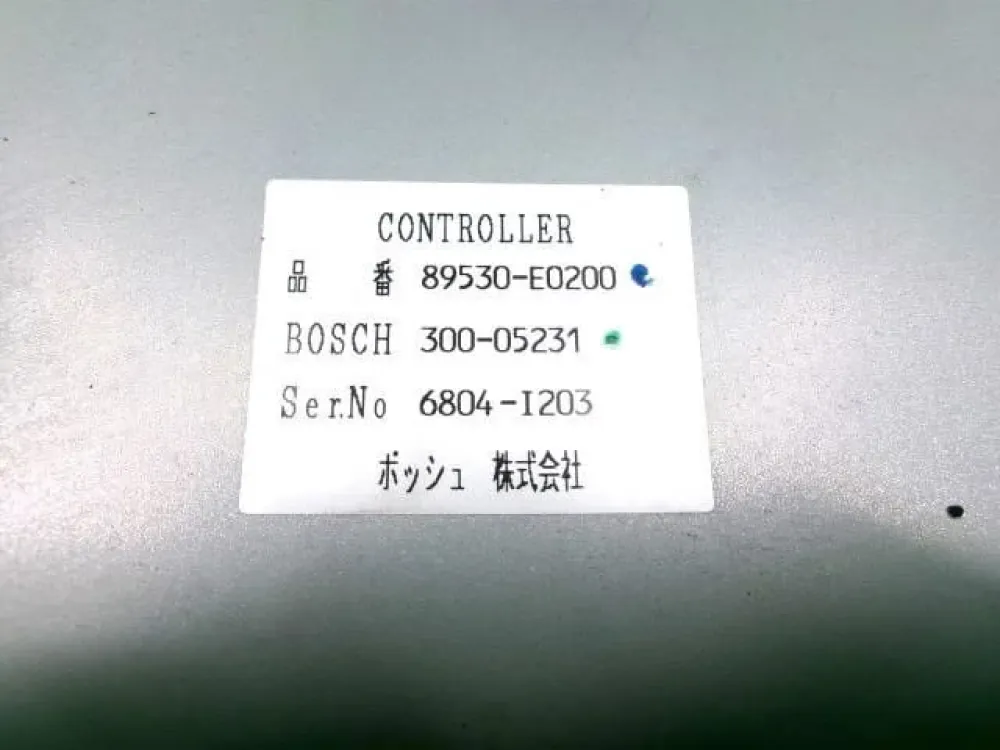 CONTROLLER
品 番 89530-E0200
BOSCH 300-05231
Ser.No 6804-I203
ボッシュ 株式会社